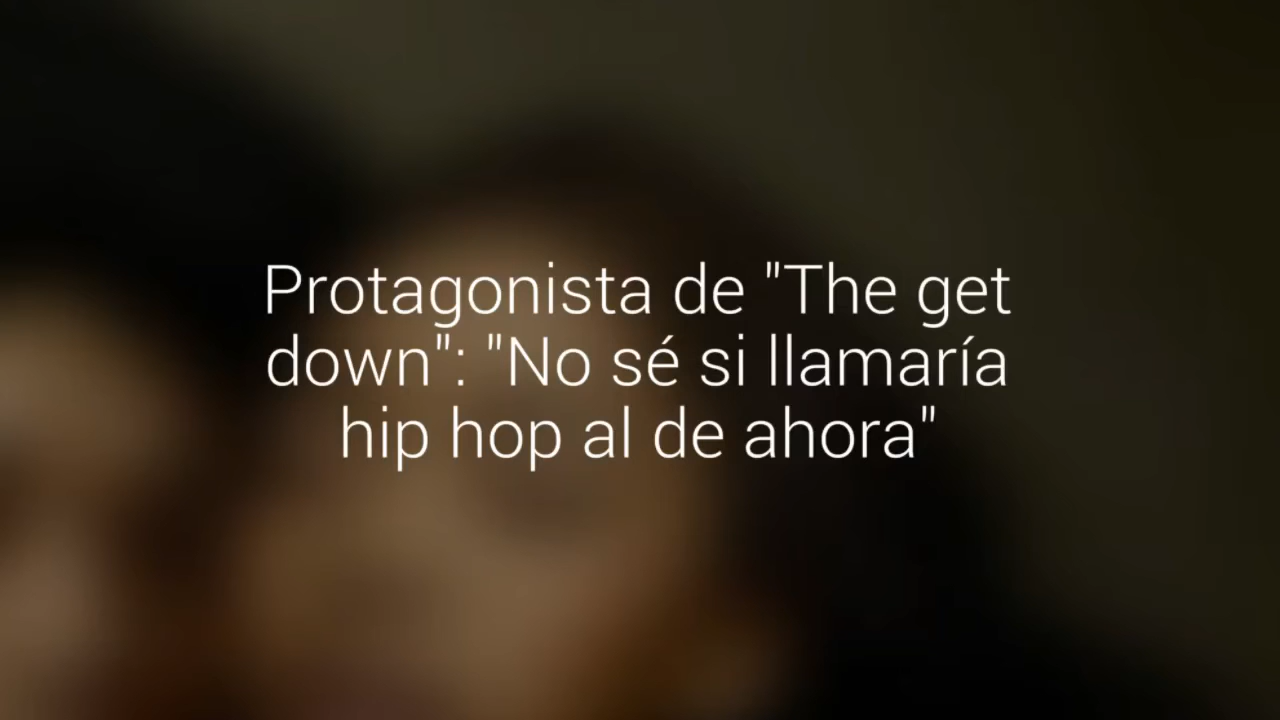 Protagonista de "The get
down": "No sé si llamaría
hip hop al de ahora"